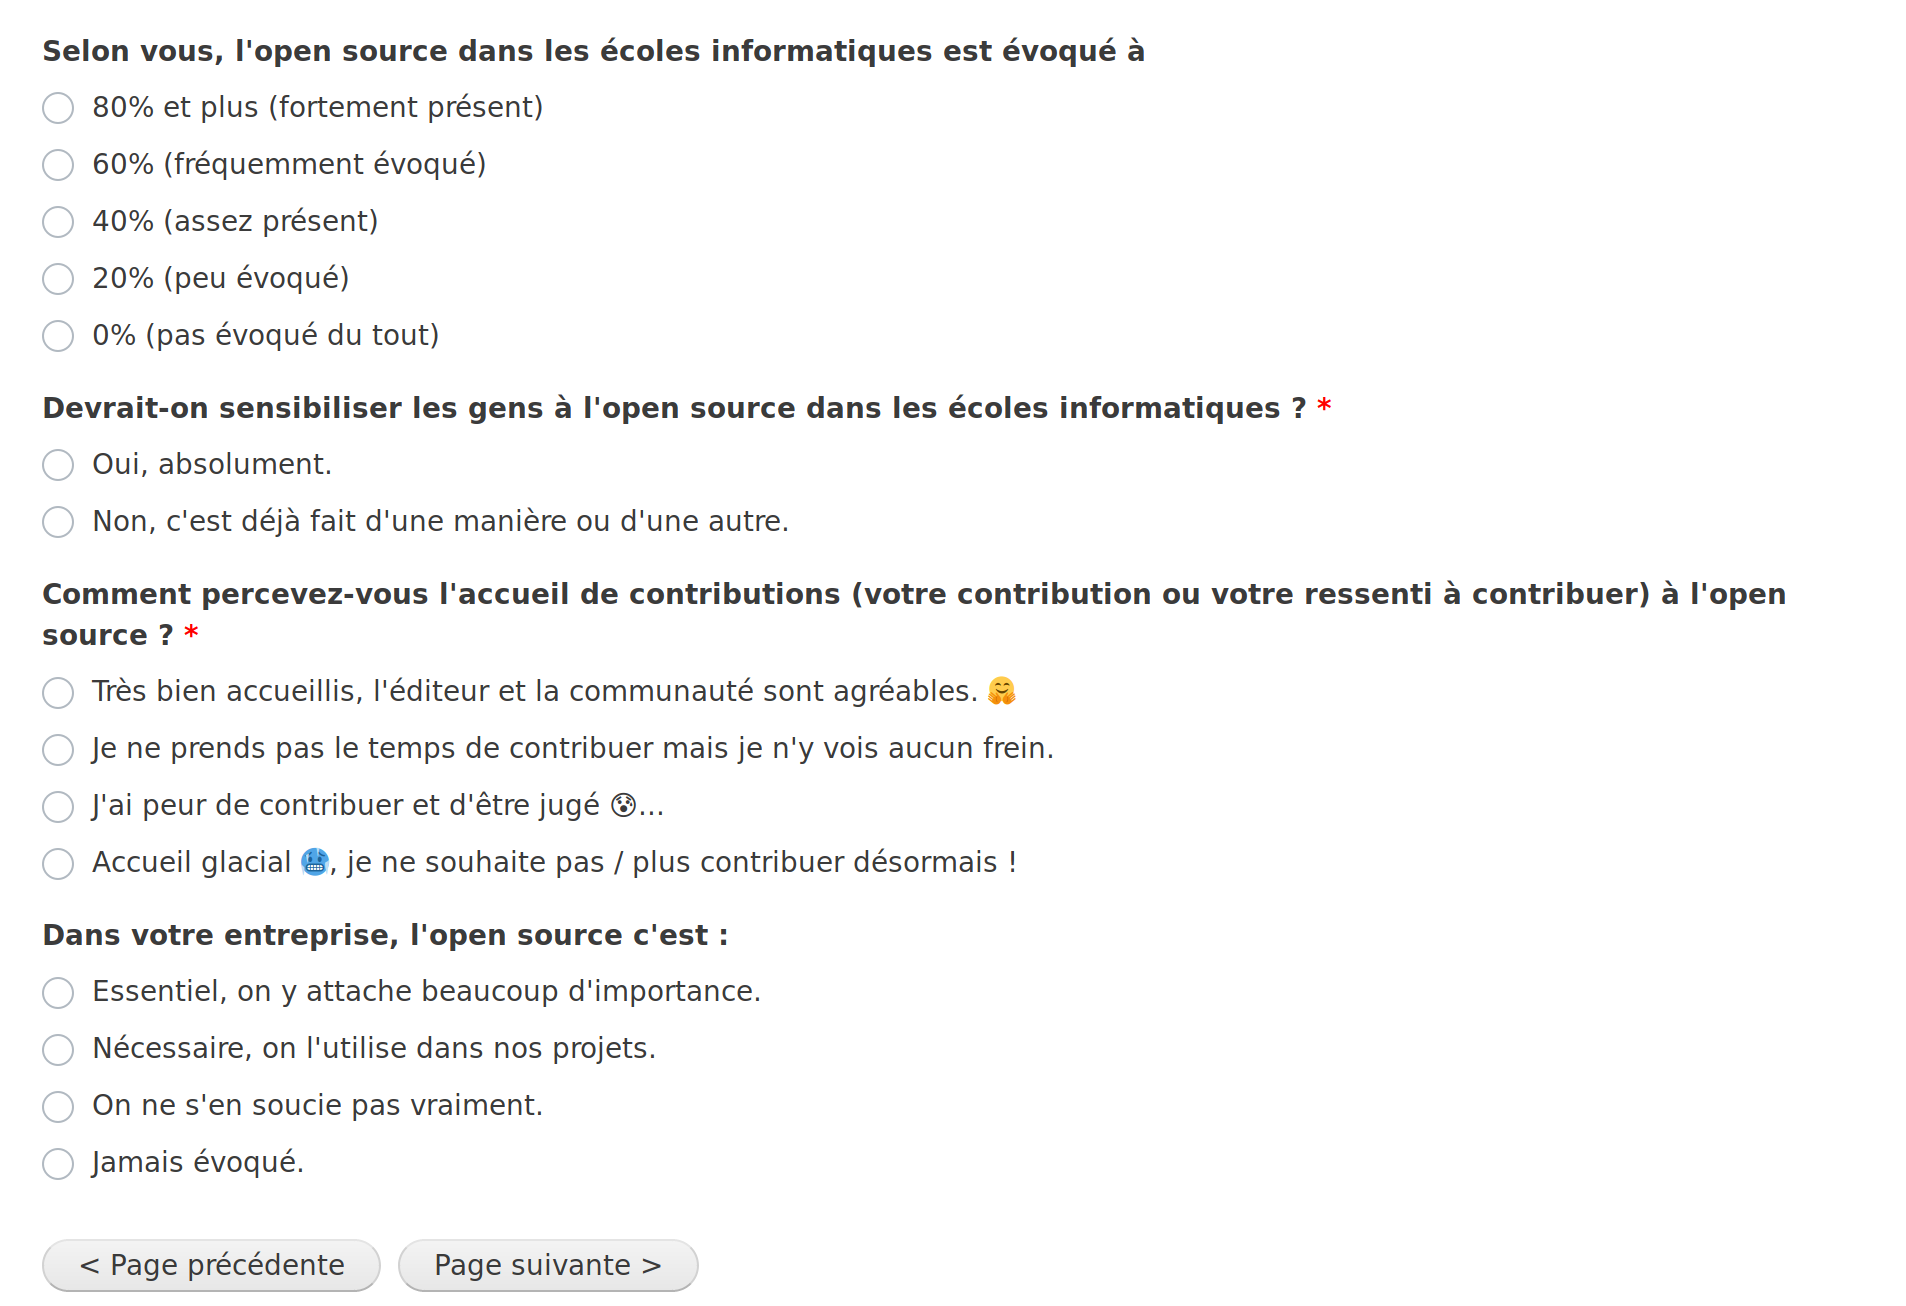 Selon vous, l'open source dans les écoles informatiques est évoqué à
80% et plus (fortement présent)
60% (fréquemment évoqué)
40% (assez présent)
20% (peu évoqué)
0% (pas évoqué du tout)
Devrait-on sensibiliser les gens à l'open source dans les écoles informatiques ? *
Oui, absolument.
Non, c'est déjà fait d'une manière ou d'une autre.
Comment percevez-vous l'accueil de contributions (votre contribution ou votre ressenti à contribuer) à l'open
source ? *
Très bien accueillis, l'éditeur et la communauté sont agréables. 🤗
Je ne prends pas le temps de contribuer mais je n'y vois aucun frein.
J'ai peur de contribuer et d'être jugé 😰...
Accueil glacial 🥶, je ne souhaite pas / plus contribuer désormais !
Dans votre entreprise, l'open source c'est :
Essentiel, on y attache beaucoup d'importance.
Nécessaire, on l'utilise dans nos projets.
On ne s'en soucie pas vraiment.
Jamais évoqué.
< Page précédente Page suivante >